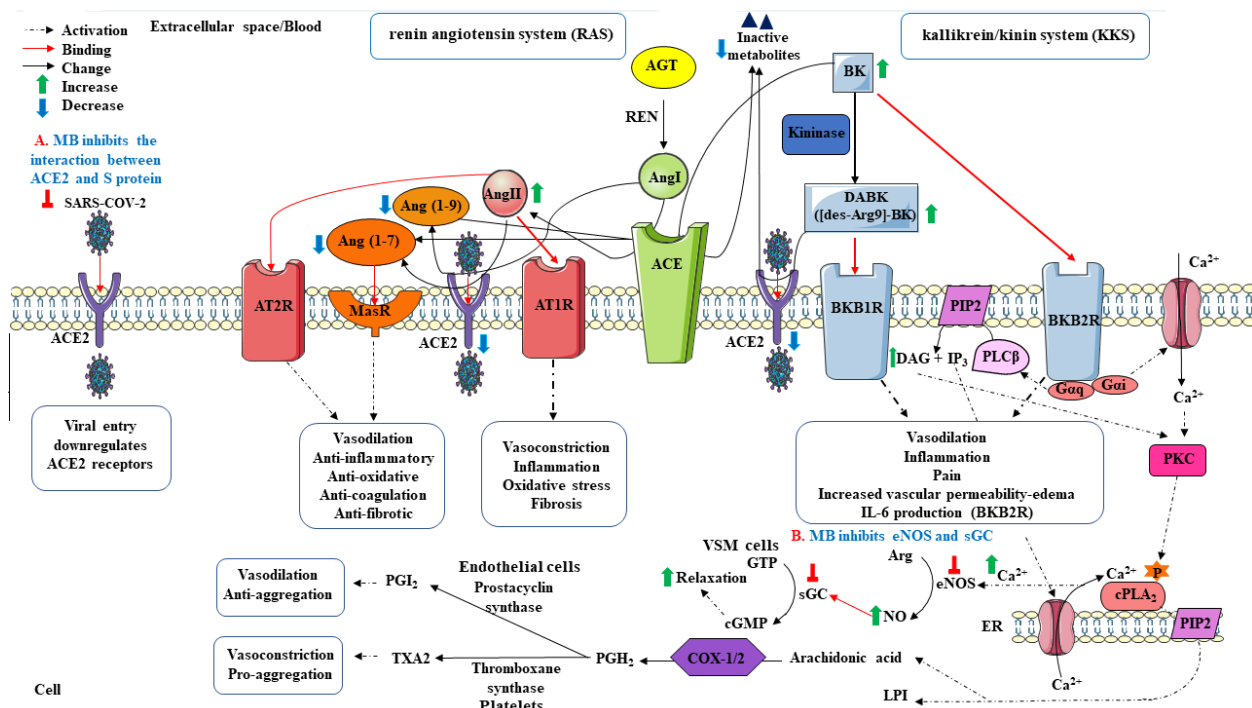 Activation
Binding
Change
Increase
Decrease
Extracellular space/Blood
renin angiotensin system (RAS)
Inactive
metabolites
kallikrein/kinin system (KKS)
A. MB inhibits the
interaction between
ACE2 and S protein
SARS-COV-2
AGT
REN
AngI
AngII
Ang (1-9)
Ang (1-7)
BK
Kininase
DABK
([des-Arg9]-BK)
ACE
Ca2+
AT2R
MasR
AT1R
BKB1R
PIP2
BKB2R
ACE2
ACE2
ACE2
DAG + IP3
PLCβ
Gαq
Gαi
Ca2+
Viral entry
downregulates
ACE2 receptors
Vasodilation
Anti-inflammatory
Anti-oxidative
Anti-coagulation
Anti-fibrotic
Vasoconstriction
Inflammation
Oxidative stress
Fibrosis
Vasodilation
Inflammation
Pain
Increased vascular permeability-edema
IL-6 production (BKB2R)
PKC
B. MB inhibits eNOS and sGC
VSM cells
GTP
Relaxation
sGC
cGMP
Arg
eNOS
NO
Ca2+
Ca2+
P
cPLA2
ER
PIP2
Ca2+
Vasodilation
Anti-aggregation
PGI2
Endothelial cells
Prostacyclin
synthase
Vasoconstriction
Pro-aggregation
TXA2
Thromboxane
synthase
Platelets
PGH2
COX-1/2
Arachidonic acid
LPI
Cell